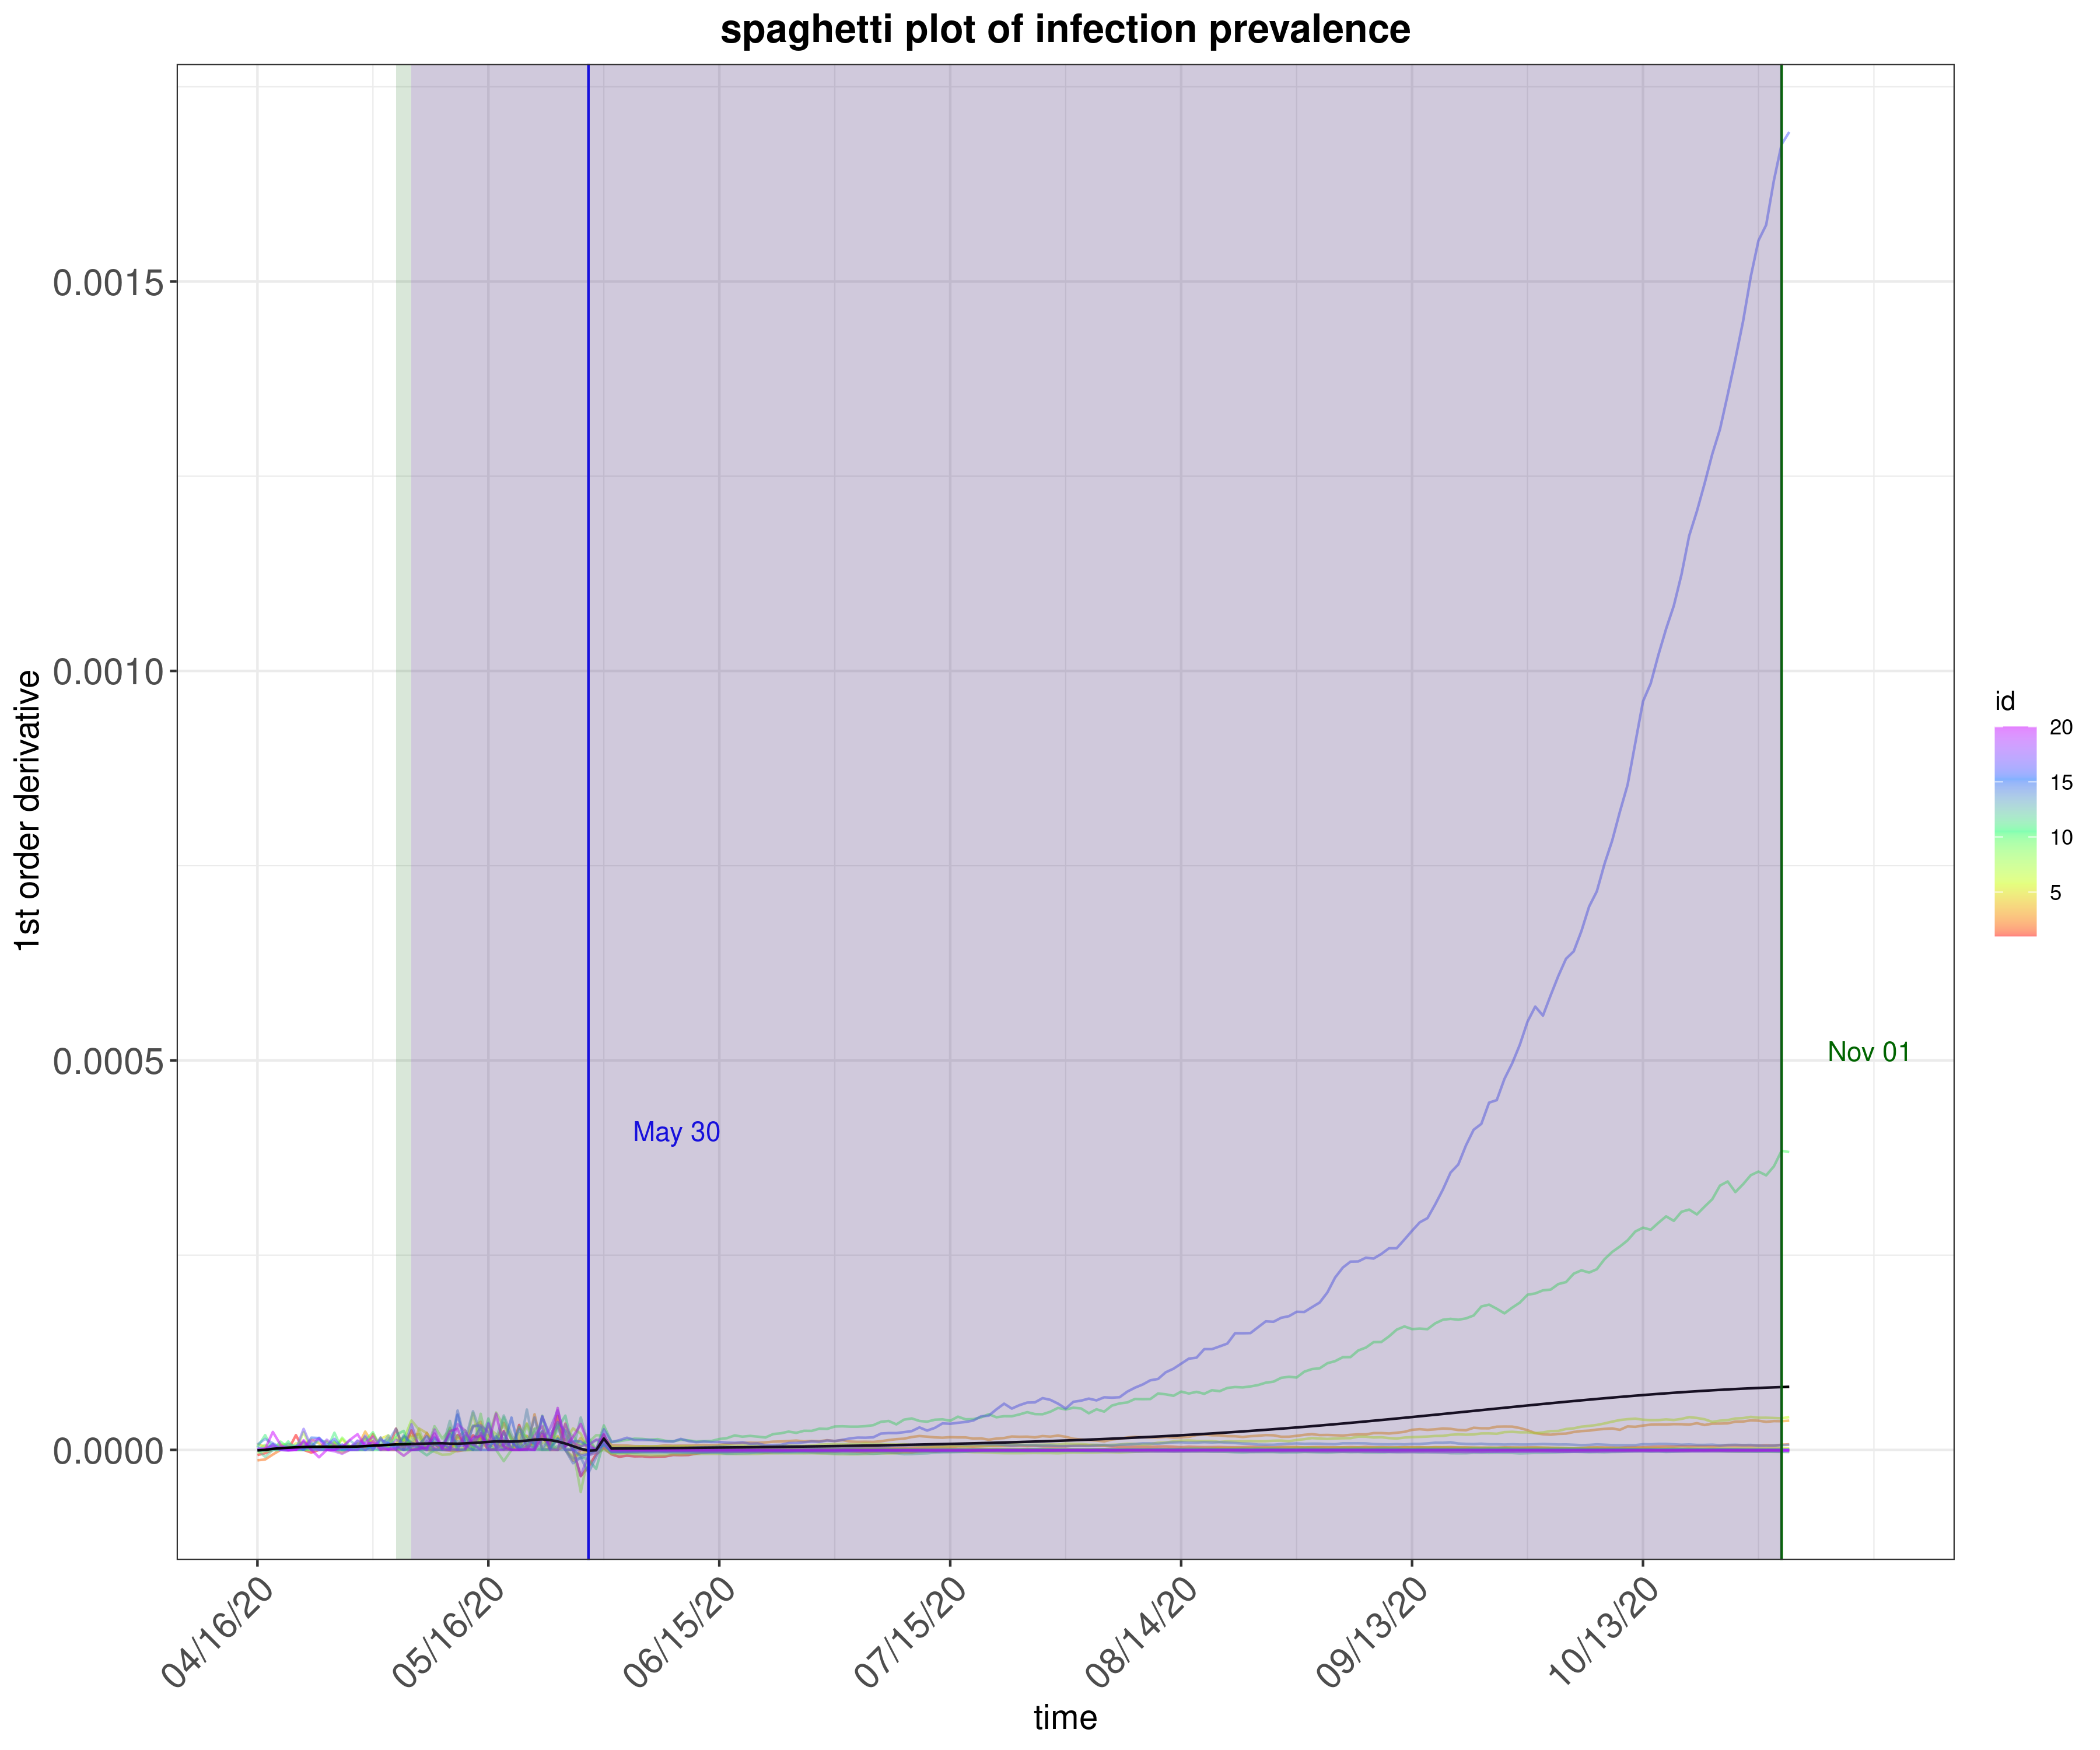 spaghetti plot of infection prevalence
1st order derivative
0.0015
0.0010
0.0005
0.0000
May 30
Nov 01
04/16/20
05/16/20
06/15/20
07/15/20
08/14/20
09/13/20
10/13/20
time
id
20
15
10
5